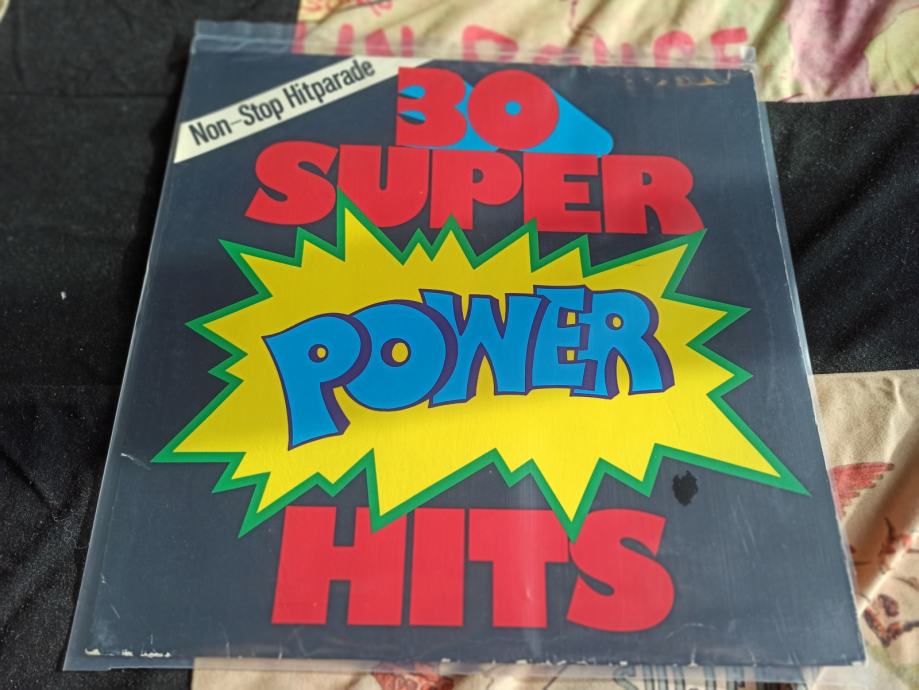 Non-Stop Hitparade
30
SUPER
POWER
HITS